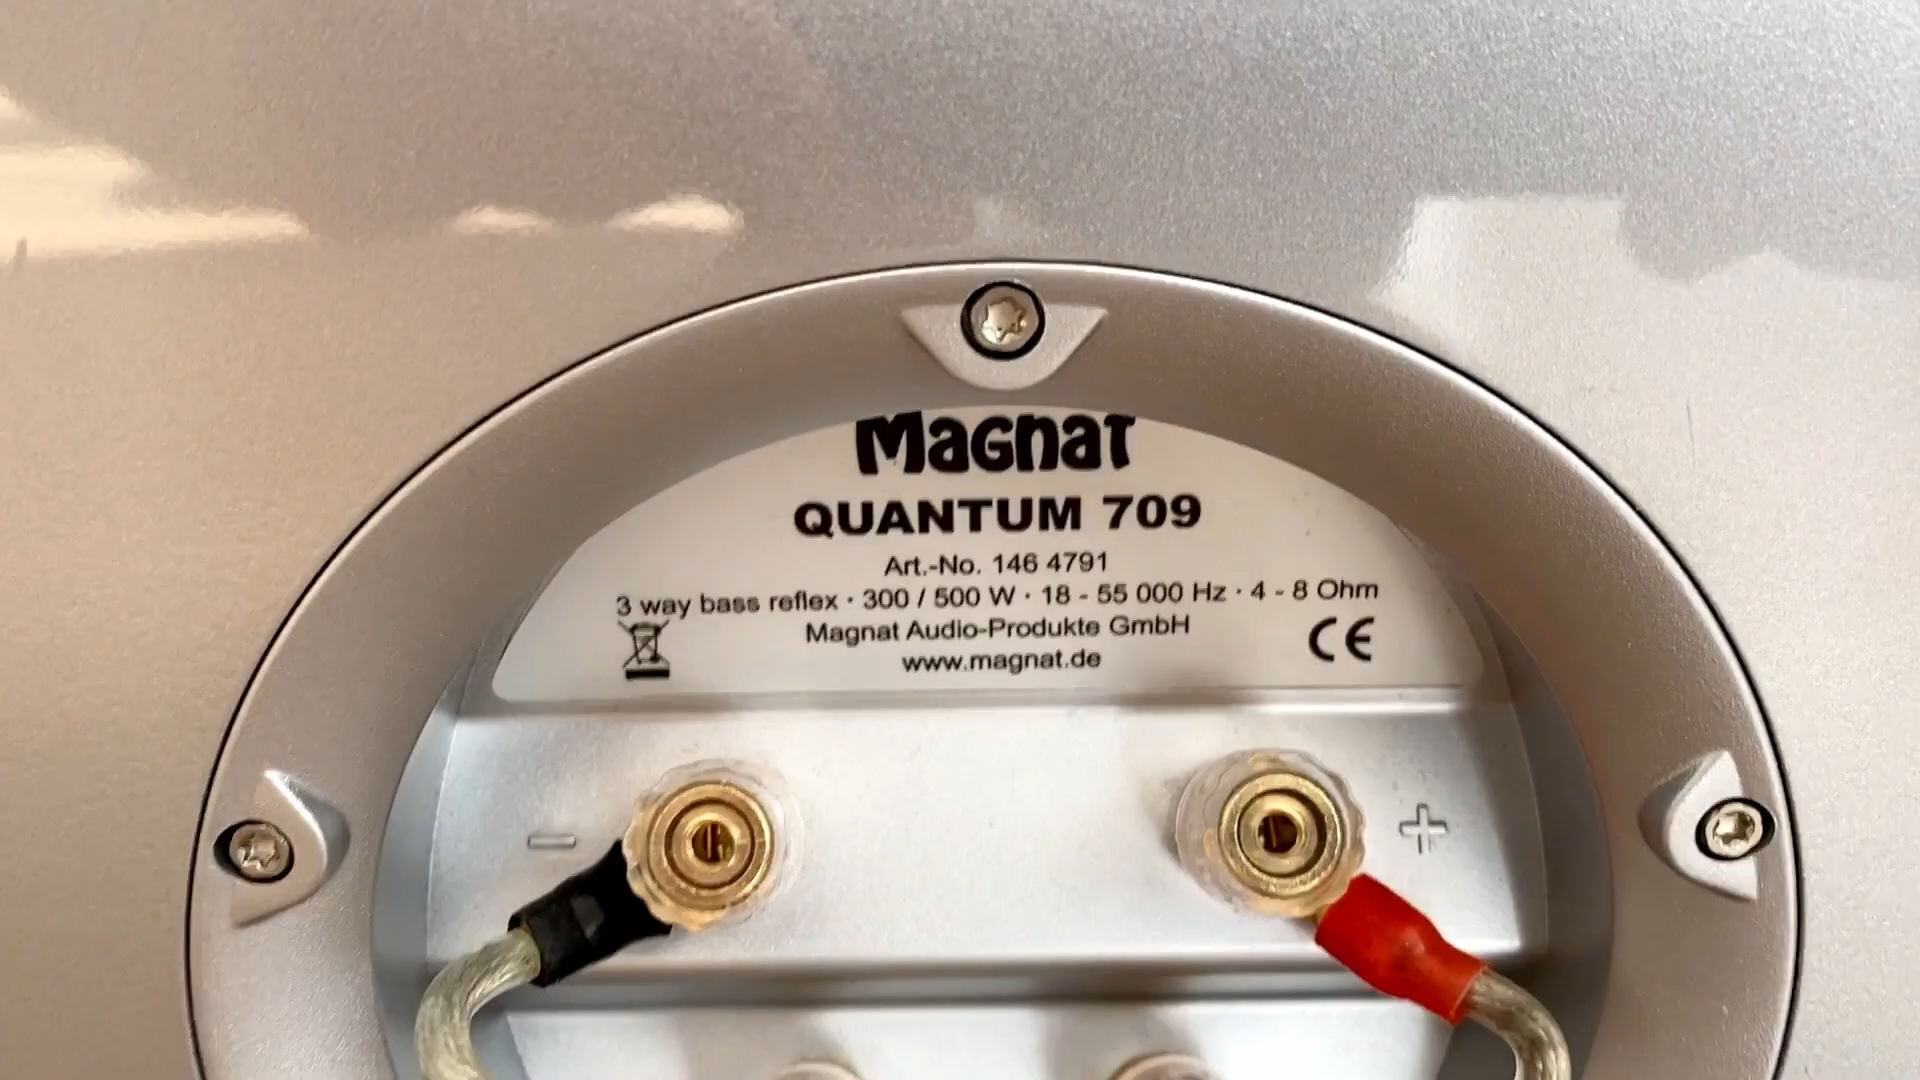 Magnat
QUANTUM 709
Art.-No. 146 4791
3 way bass reflex · 300 / 500 W · 18 - 55 000 Hz · 4 - 8 Ohm
Magnat Audio-Produkte GmbH
www.magnat.de
CE
- +